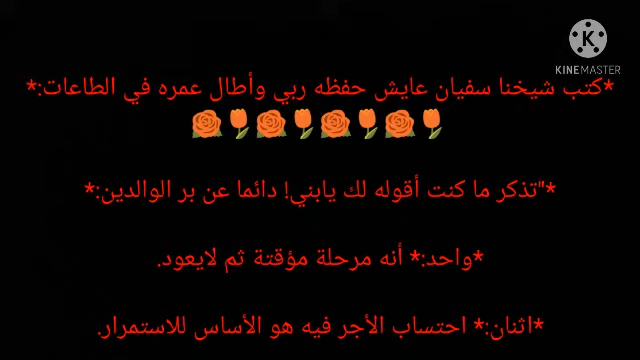 KINEMASTER
*كتب شيخنا سفيان عايش حفظه ربي وأطال عمره في الطاعات:*
🌷🌹🌷🌹🌷🌹🌷🌹
*"تذكر ما كنت أقوله لك يابني! دائما عن بر الوالدين:*
*واحد:* أنه مرحلة مؤقتة ثم لايعود.
*اثنان:* احتساب الأجر فيه هو الأساس للاستمرار.